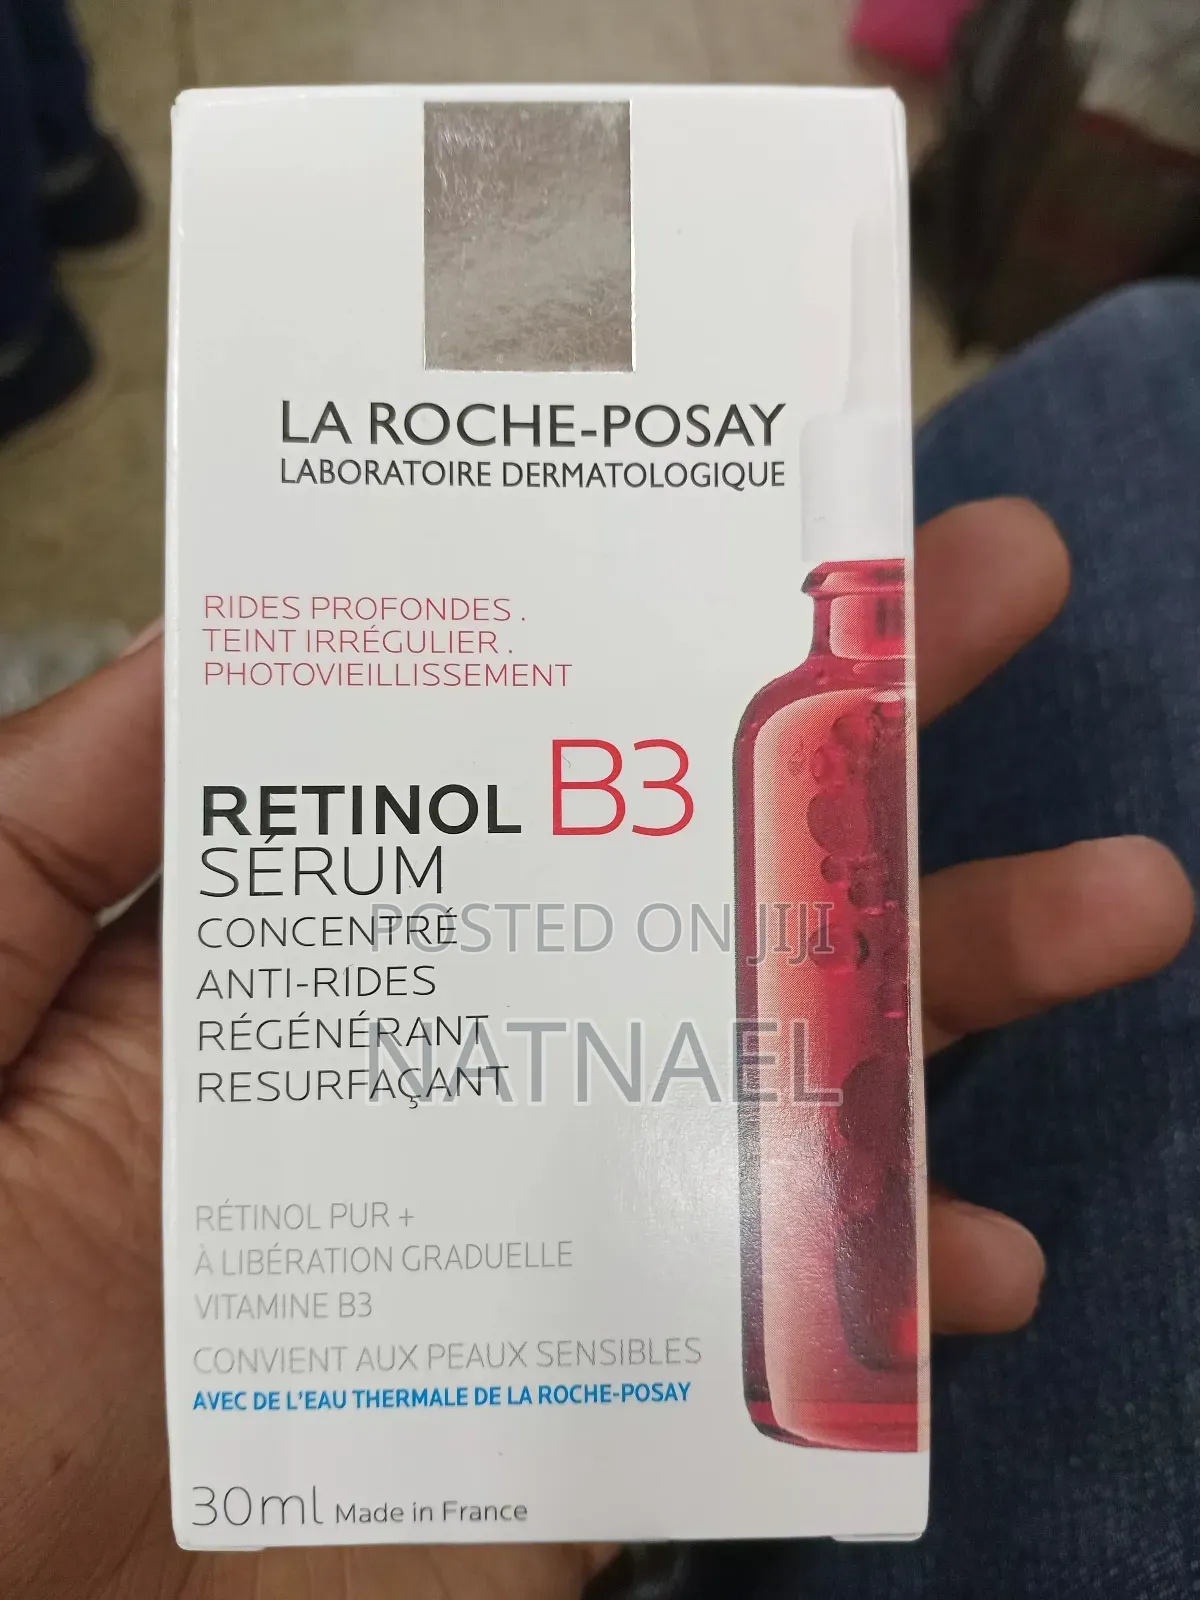 LA ROCHE-POSAY
LABORATOIRE DERMATOLOGIQUE
RIDES PROFONDES .
TEINT IRRÉGULIER .
PHOTOVIEILLISSEMENT
RETINOL B3
SÉRUM
CONCENTRÉ
ANTI-RIDES
RÉGÉNÉRANT
RESURFAÇANT
POSTED ON JIJI
NATNAEL
RÉTINOL PUR +
À LIBÉRATION GRADUELLE
VITAMINE B3
CONVIENT AUX PEAUX SENSIBLES
AVEC DE L'EAU THERMALE DE LA ROCHE-POSAY
30ml Made in France